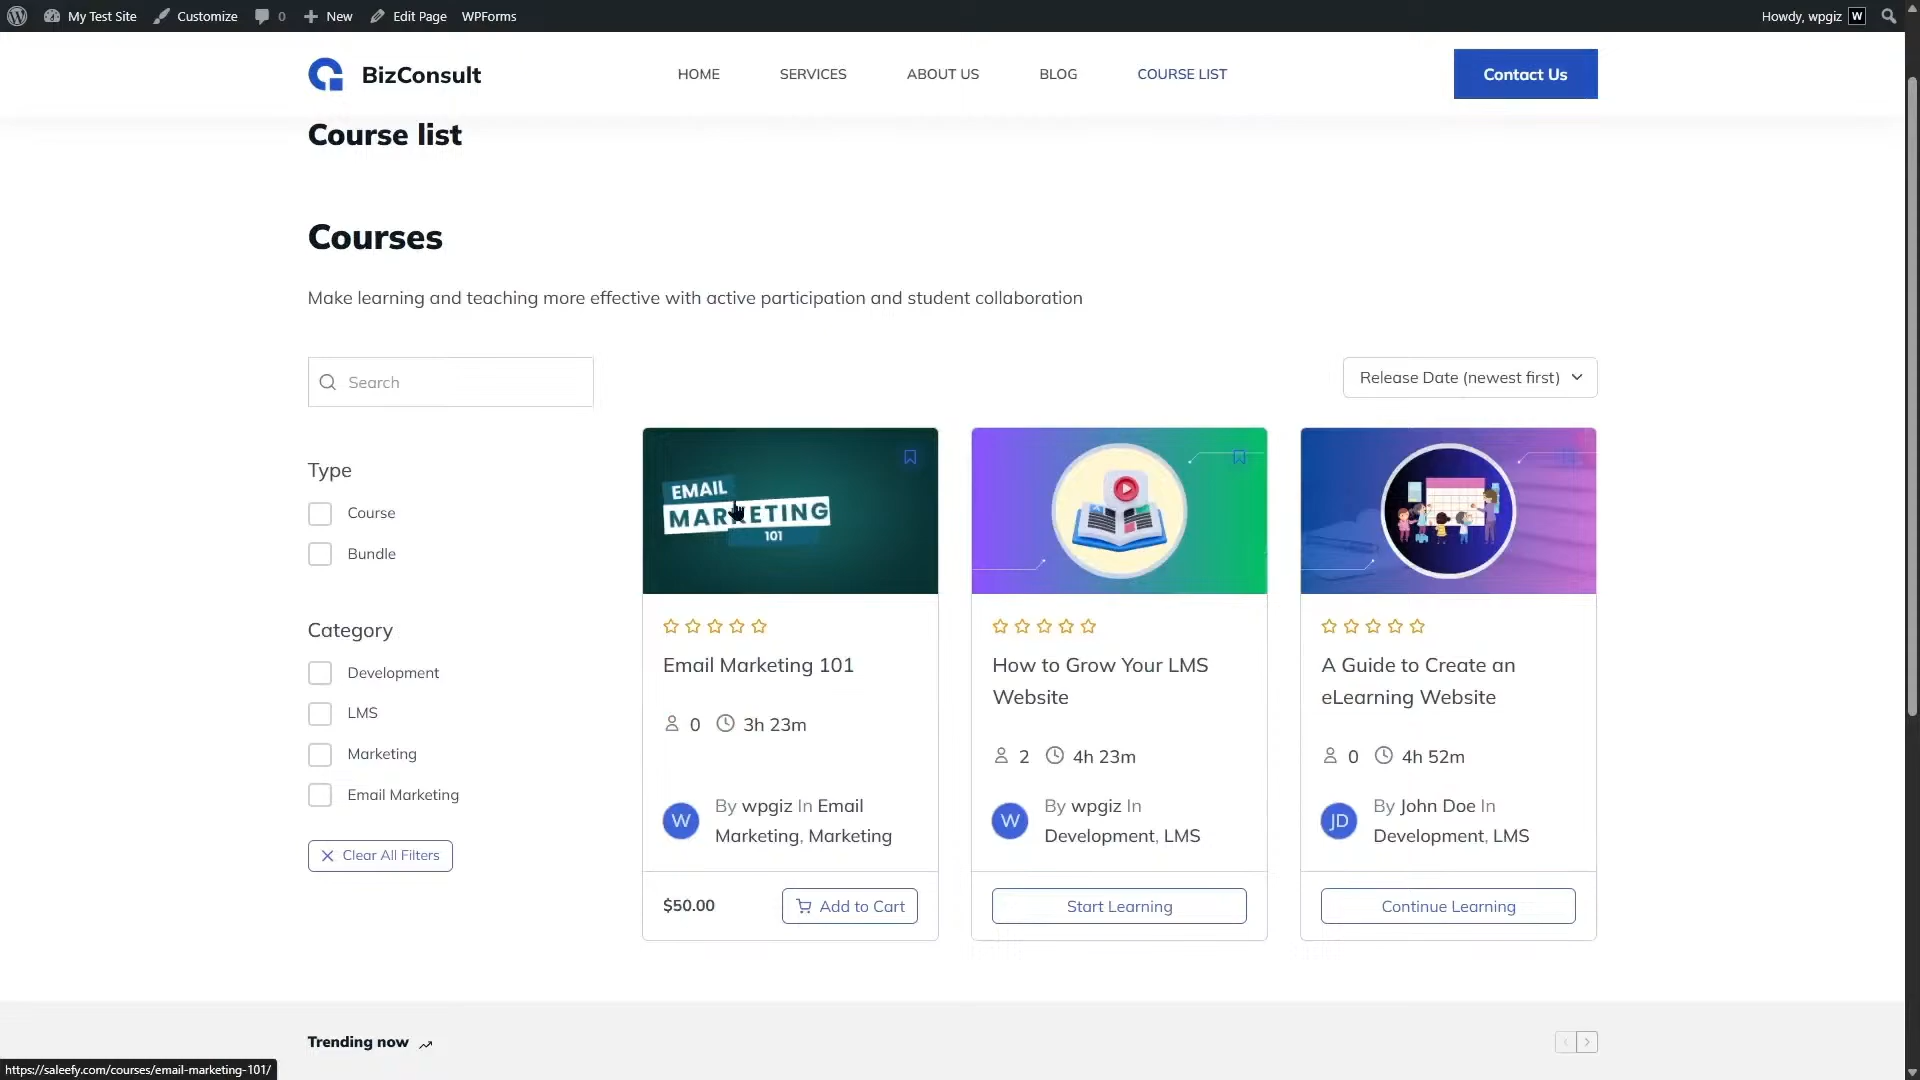 My Test Site
Customize
0
New
Edit Page
WPForms
Howdy, wpgiz
W
BizConsult
HOME
SERVICES
ABOUT US
BLOG
COURSE LIST
Contact Us
Course list
Courses
Make learning and teaching more effective with active participation and student collaboration
Search
Release Date (newest first)
Type
Course
Bundle
Category
Development
LMS
Marketing
Email Marketing
Clear All Filters
EMAIL
MARKETING
101
Email Marketing 101
0
3h 23m
W
By wpgiz In Email
Marketing, Marketing
$50.00
Add to Cart
How to Grow Your LMS
Website
2
4h 23m
W
By wpgiz In
Development, LMS
Start Learning
A Guide to Create an
eLearning Website
0
4h 52m
JD
By John Doe In
Development, LMS
Continue Learning
Trending now
https://saleefy.com/courses/email-marketing-101/